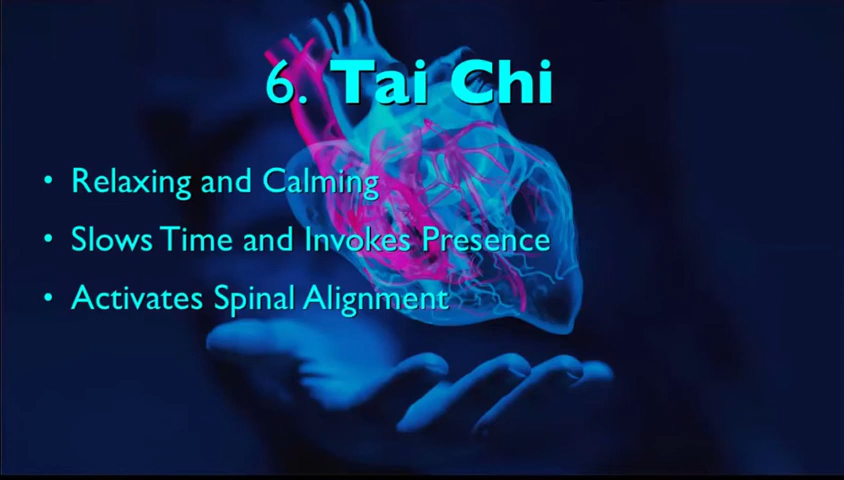 6. Tai Chi
• Relaxing and Calming
• Slows Time and Invokes Presence
• Activates Spinal Alignment